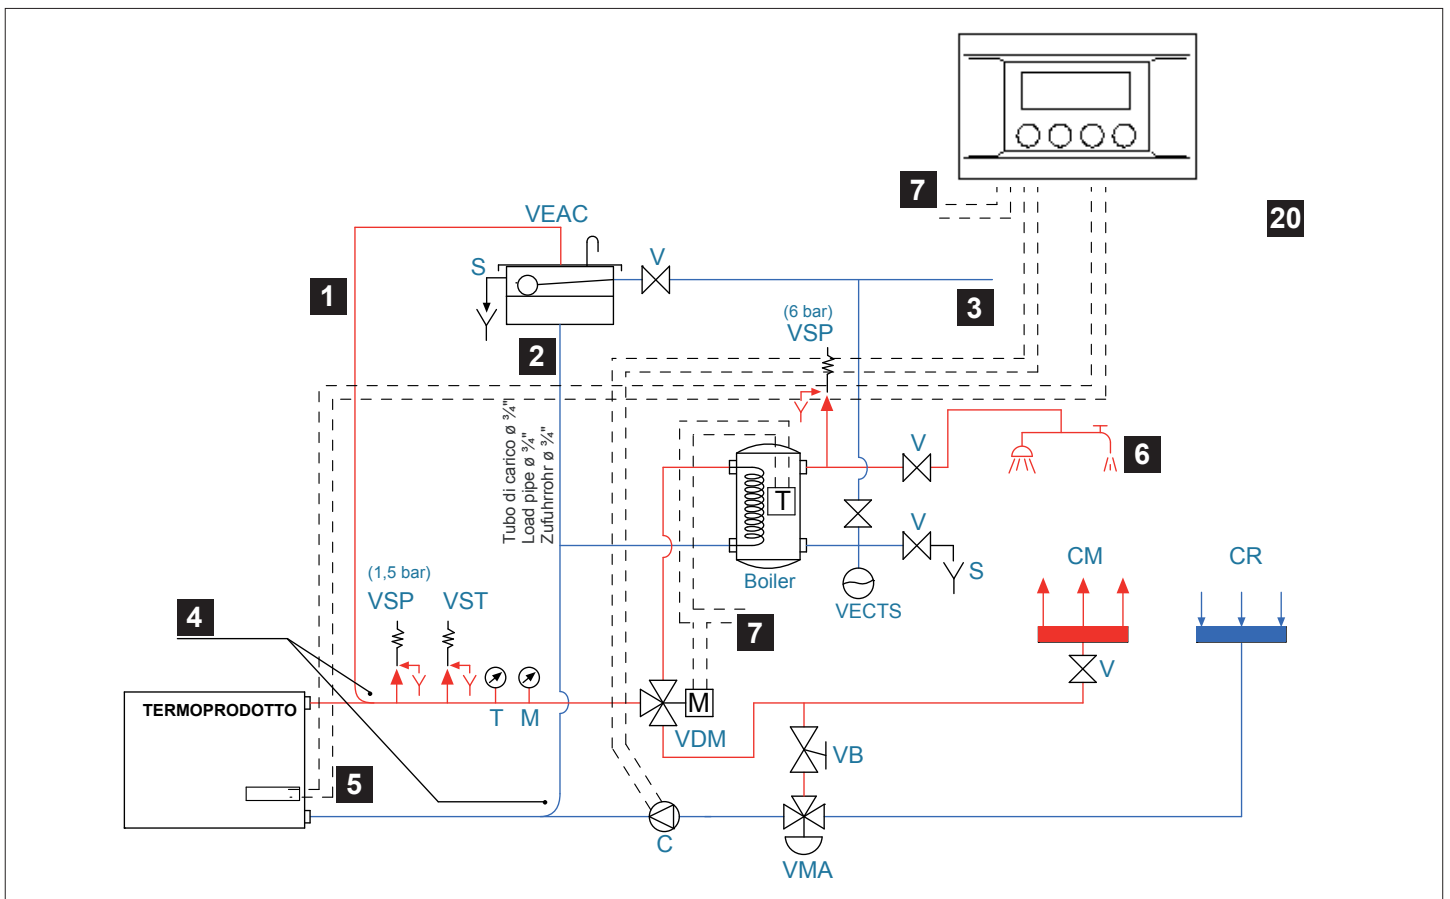 7
20
VEAC
S
V
1
3
(6 bar)
VSP
2
Tubo di carico ø ¾"
Load pipe ø ¾"
Zufuhrrohr ø ¾"
V
6
T
V
S
Boiler
VECTS
CM
CR
(1,5 bar)
VSP
VST
4
7
V
TERMOPRODOTTO
T
M
M
VDM
VB
5
C
VMA